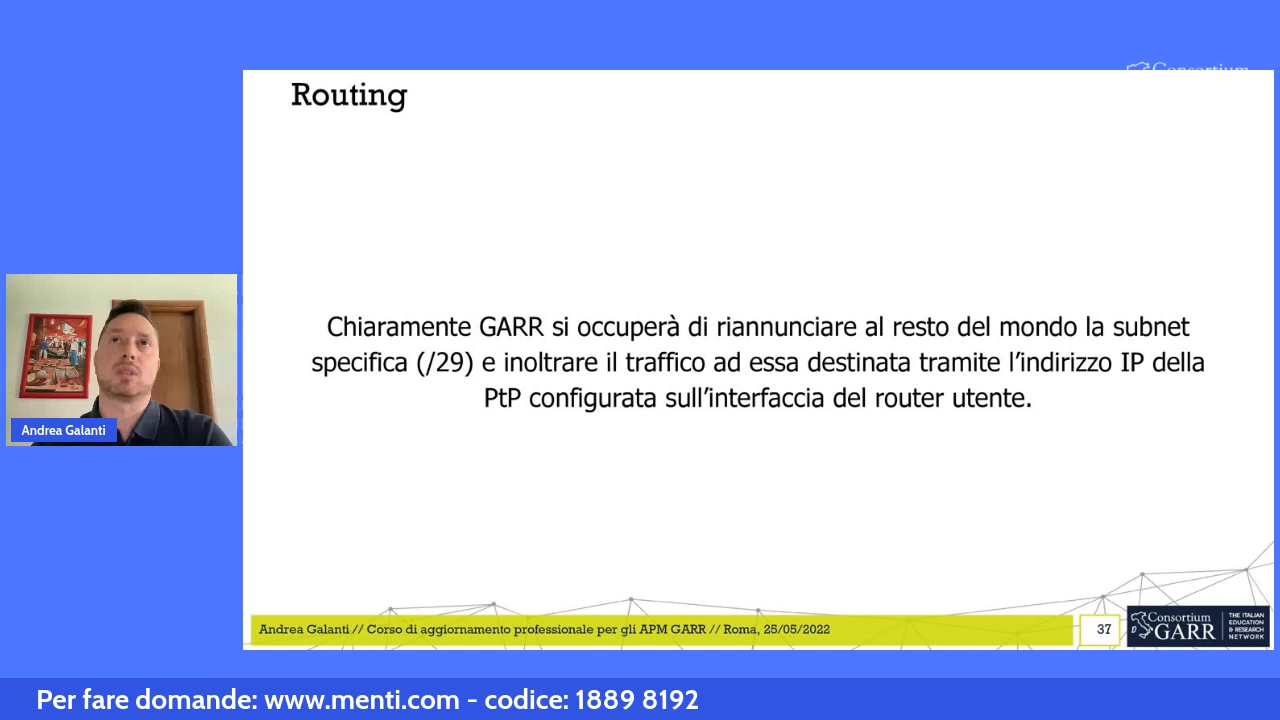 Consortium
Routing
Chiaramente GARR si occuperà di riannunciare al resto del mondo la subnet
specifica (/29) e inoltrare il traffico ad essa destinata tramite l’indirizzo IP della
PtP configurata sull’interfaccia del router utente.
Andrea Galanti
Andrea Galanti // Corso di aggiornamento professionale per gli APM GARR // Roma, 25/05/2022
37
Consortium
GARR
THE ITALIAN
EDUCATION
& RESEARCH
NETWORK
Per fare domande: www.menti.com - codice: 1889 8192